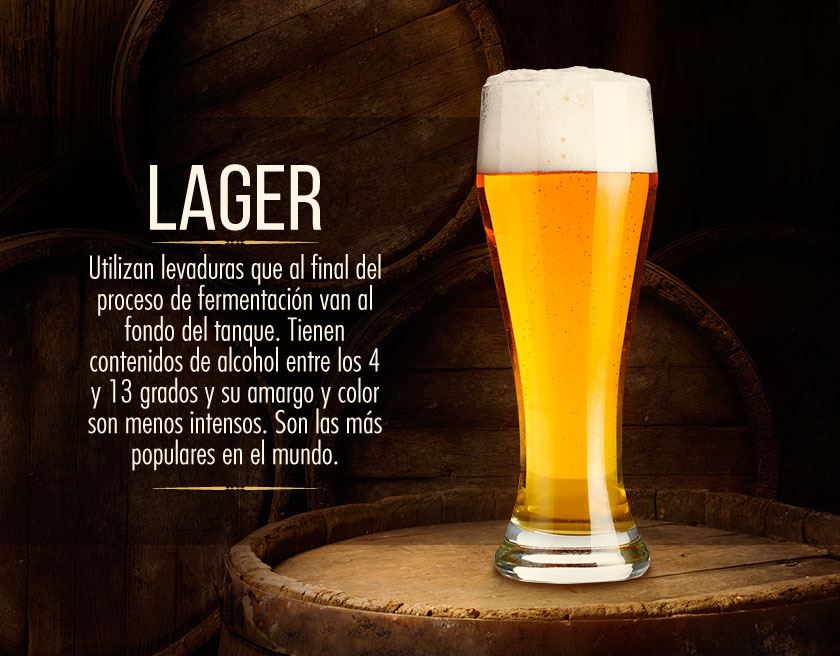 LAGER
Utilizan levaduras que al final del
proceso de fermentación van al
fondo del tanque. Tienen
contenidos de alcohol entre los 4
y 13 grados y su amargo y color
son menos intensos. Son las más
populares en el mundo.